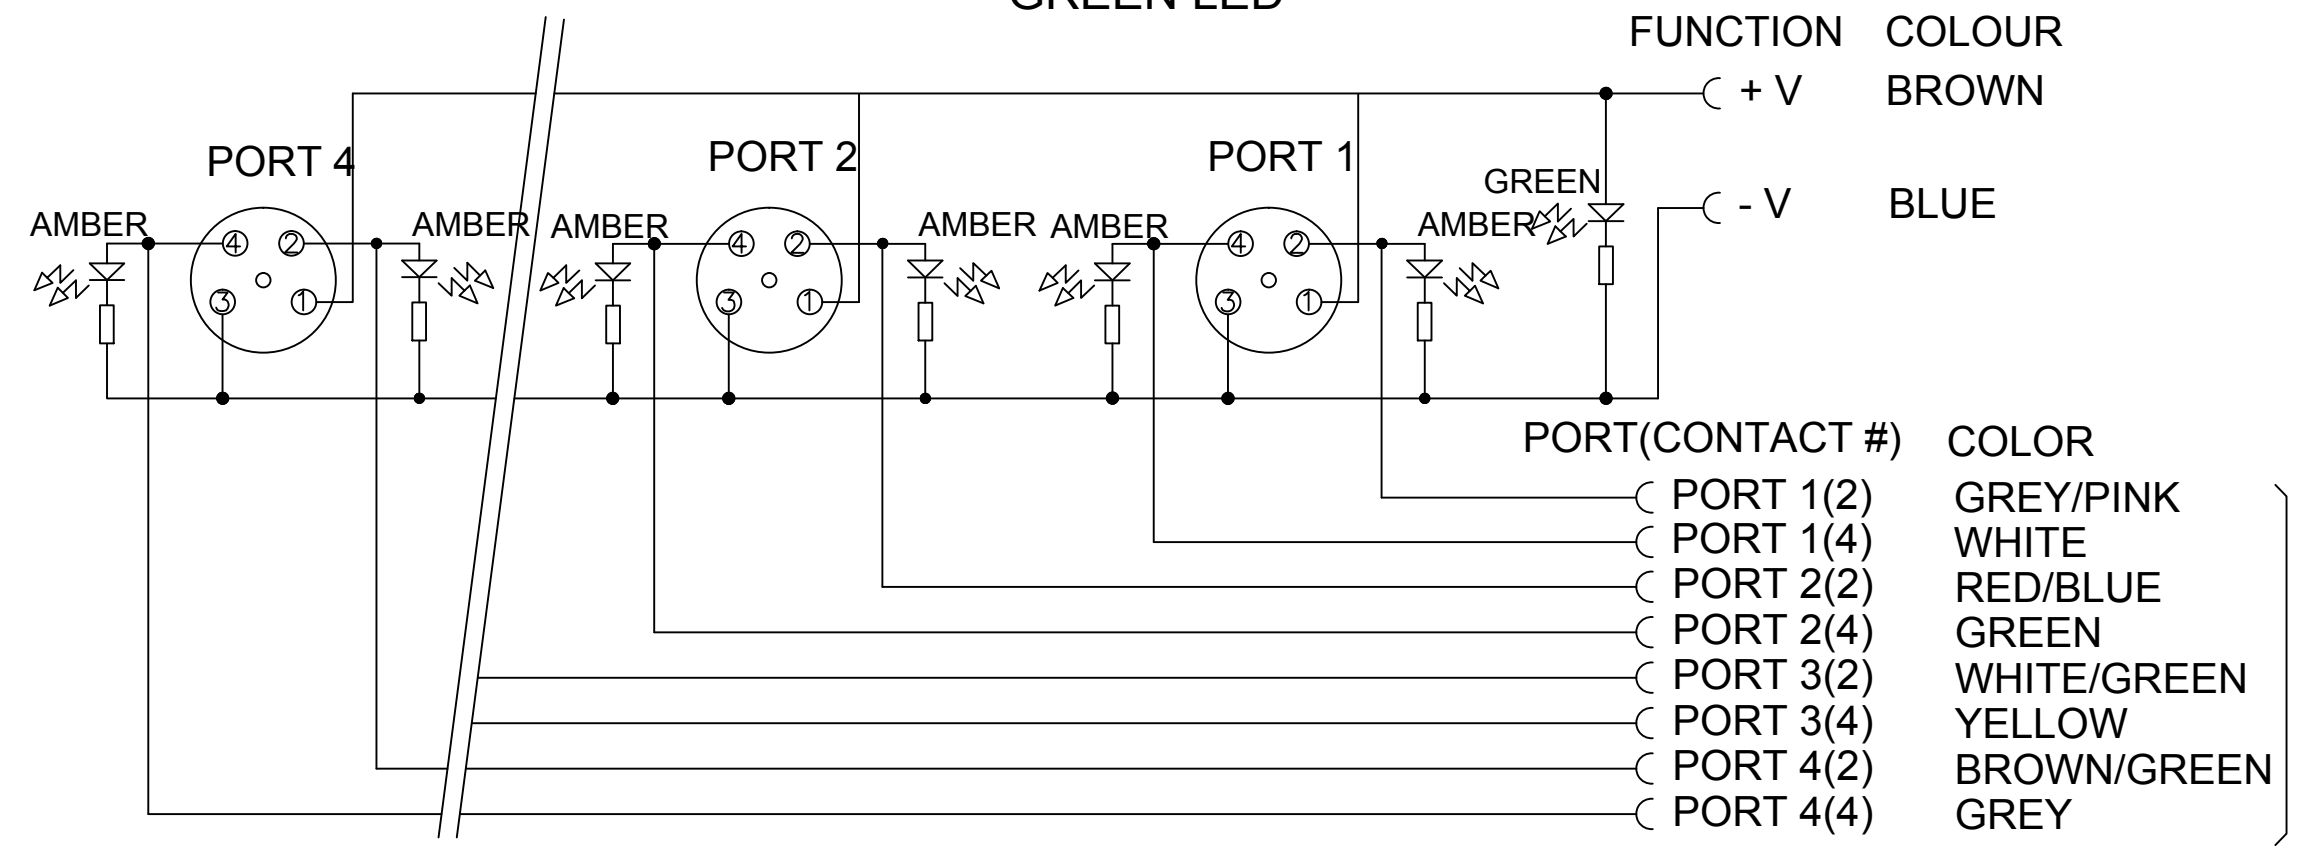 GREEN LED
FUNCTION COLOUR
+ V BROWN
PORT 4 PORT 2 PORT 1
GREEN
- V BLUE
AMBER AMBER AMBER AMBER AMBER AMBER
4 2 4 2 4 2
3 1 3 1 3 1
PORT(CONTACT #) COLOR
PORT 1(2) GREY/PINK
PORT 1(4) WHITE
PORT 2(2) RED/BLUE
PORT 2(4) GREEN
PORT 3(2) WHITE/GREEN
PORT 3(4) YELLOW
PORT 4(2) BROWN/GREEN
PORT 4(4) GREY